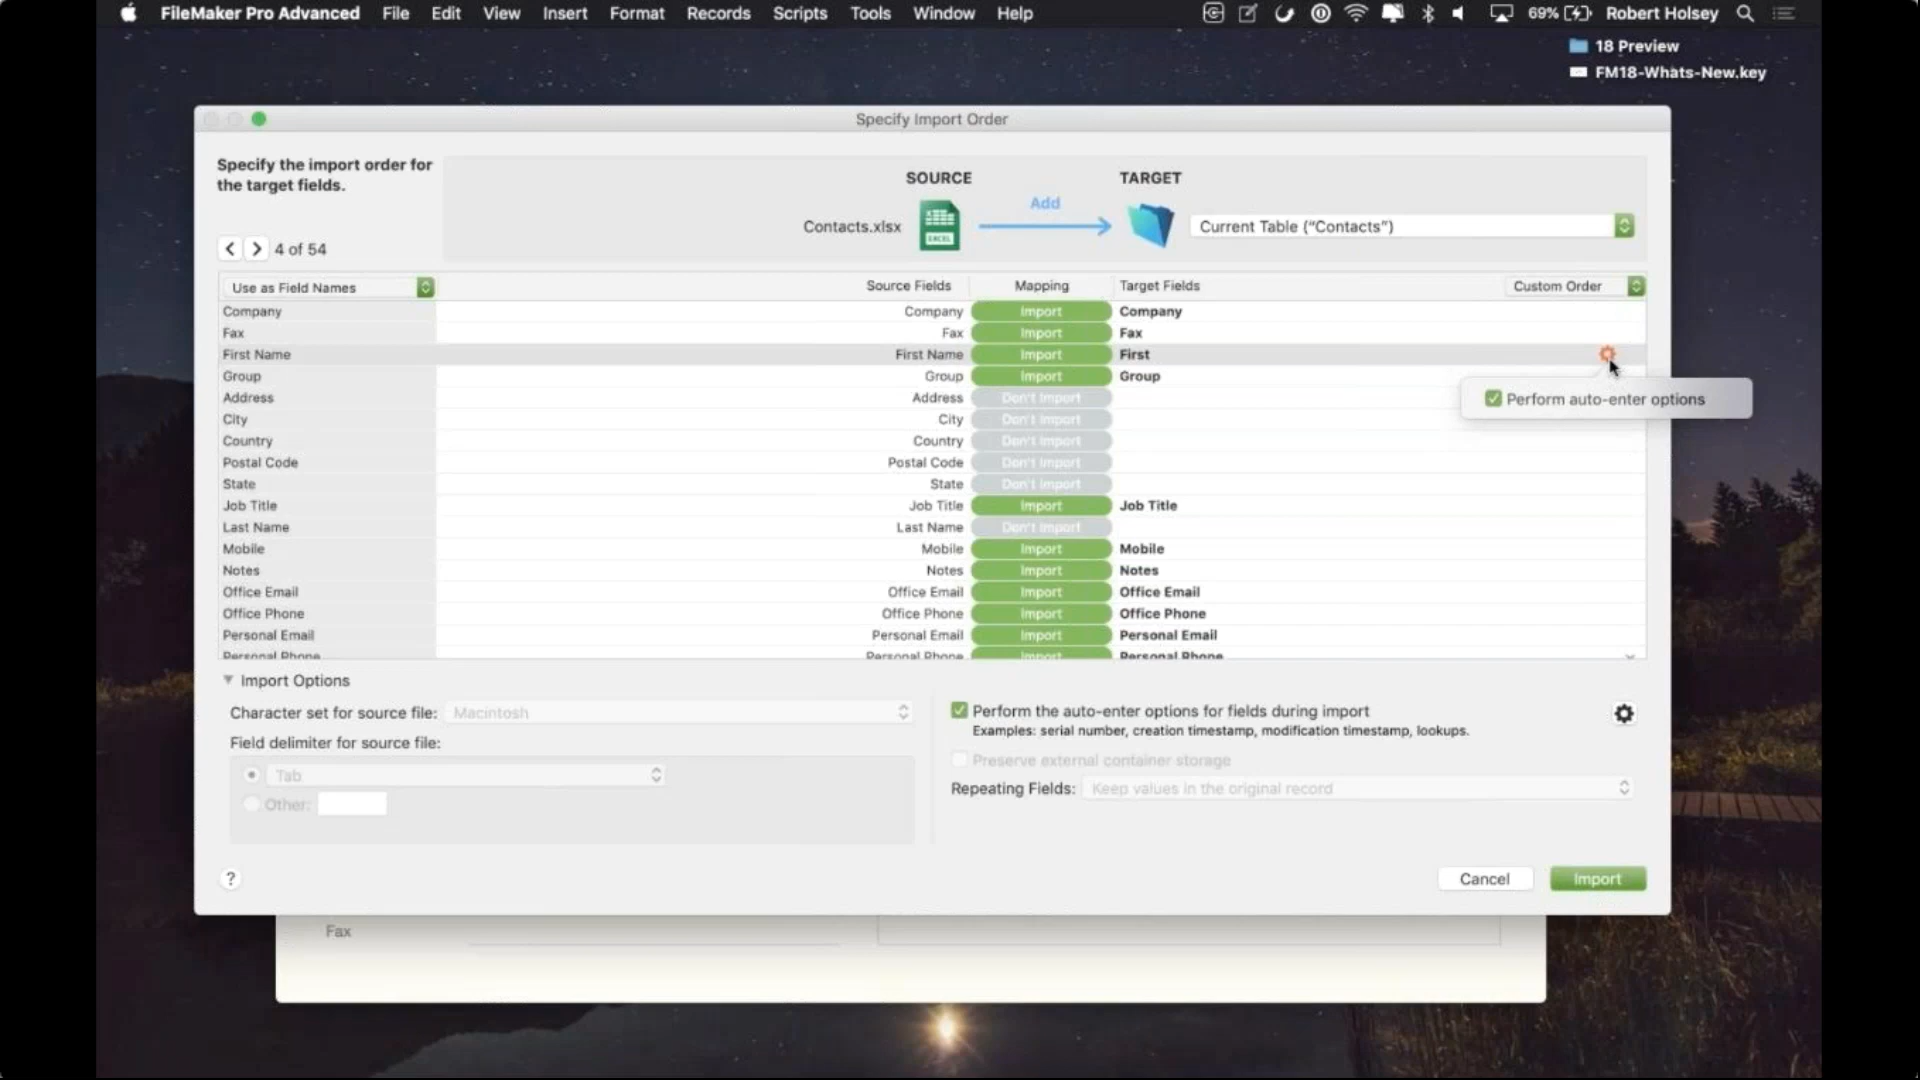 FileMaker Pro Advanced File Edit View Insert Format Records Scripts Tools Window Help 69% Robert Holsey
18 Preview
FM18-Whats-New.key
Specify Import Order
Specify the import order for
the target fields.
SOURCE TARGET
Add
Contacts.xlsx EXCEL Current Table (“Contacts”)
4 of 54
Use as Field Names Source Fields Mapping Target Fields Custom Order
Company Company Import Company
Fax Fax Import Fax
First Name First Name Import First
Group Group Import Group
Address Address Don't Import
Perform auto-enter options
City City Don't Import
Country Country Don't Import
Postal Code Postal Code Don't Import
State State Don't Import
Job Title Job Title Import Job Title
Last Name Last Name Don't Import
Mobile Mobile Import Mobile
Notes Notes Import Notes
Office Email Office Email Import Office Email
Office Phone Office Phone Import Office Phone
Personal Email Personal Email Import Personal Email
Personal Phone Personal Phone Import Personal Phone
Import Options
Character set for source file: Macintosh
Field delimiter for source file:
Tab
Other:
Perform the auto-enter options for fields during import
Examples: serial number, creation timestamp, modification timestamp, lookups.
Preserve external container storage
Repeating Fields: Keep values in the original record
? Cancel Import
Fax